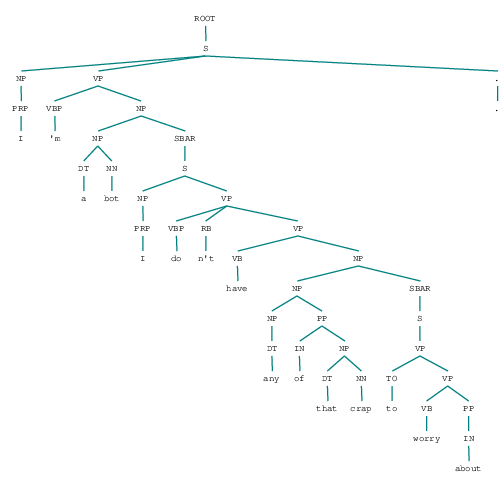 ROOT
S
NP VP .
PRP VBP NP .
I 'm NP SBAR
DT NN S
a bot NP VP
PRP VBP RB VP
I do n't VB NP
have NP SBAR
NP PP S
DT IN NP VP
any of DT NN TO VP
that crap to VB PP
worry IN
about